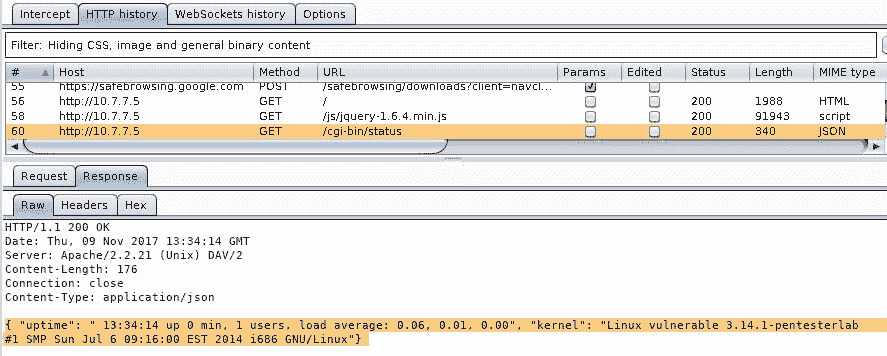 Intercept HTTP history WebSockets history Options
Filter: Hiding CSS, image and general binary content
# Host Method URL Params Edited Status Length MIME type
55 https://safebrowsing.google.com POST /safebrowsing/downloads?client=navcl...
56 http://10.7.7.5 GET / 200 1988 HTML
58 http://10.7.7.5 GET /js/jquery-1.6.4.min.js 200 91943 script
60 http://10.7.7.5 GET /cgi-bin/status 200 340 JSON
Request Response
Raw Headers Hex
HTTP/1.1 200 OK
Date: Thu, 09 Nov 2017 13:34:14 GMT
Server: Apache/2.2.21 (Unix) DAV/2
Content-Length: 176
Connection: close
Content-Type: application/json
{ "uptime": " 13:34:14 up 0 min, 1 users, load average: 0.06, 0.01, 0.00", "kernel": "Linux vulnerable 3.14.1-pentesterlab
#1 SMP Sun Jul 6 09:16:00 EST 2014 i686 GNU/Linux"}